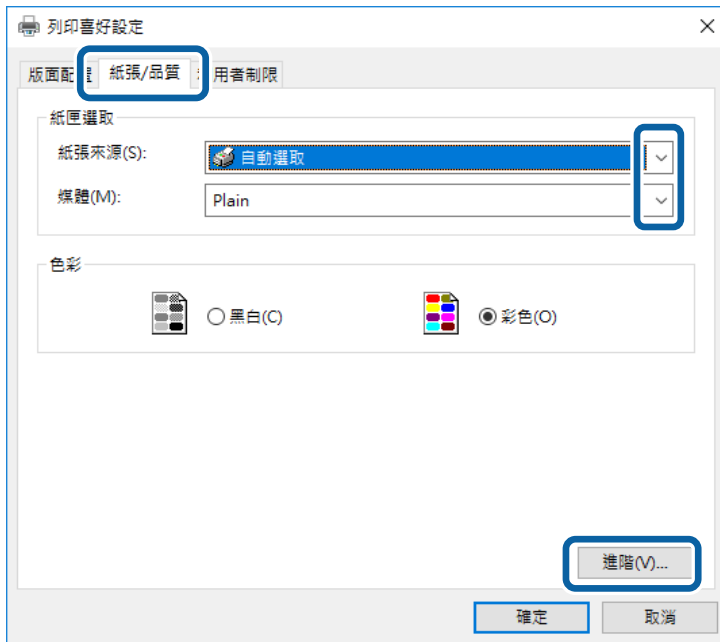 列印喜好設定
版面配置 紙張/品質 用者制限
紙匣選取
紙張來源(S): 自動選取
媒體(M): Plain
色彩
黑白(C) 彩色(O)
進階(V)...
確定 取消